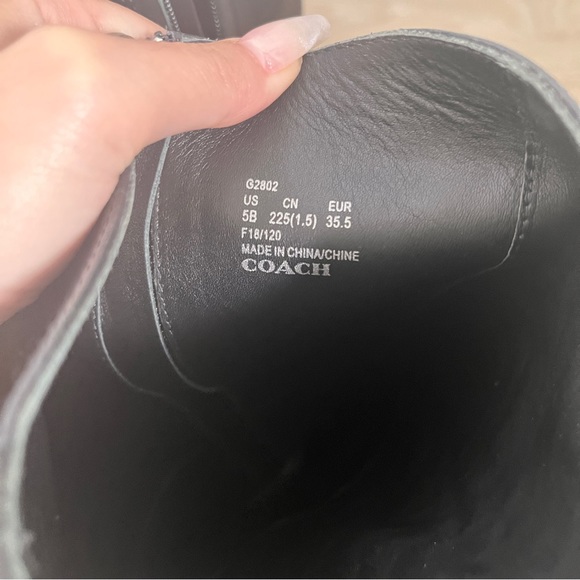 G2802
US CN EUR
5B 225(1.5) 35.5
F18/120
MADE IN CHINA/CHINE
COACH